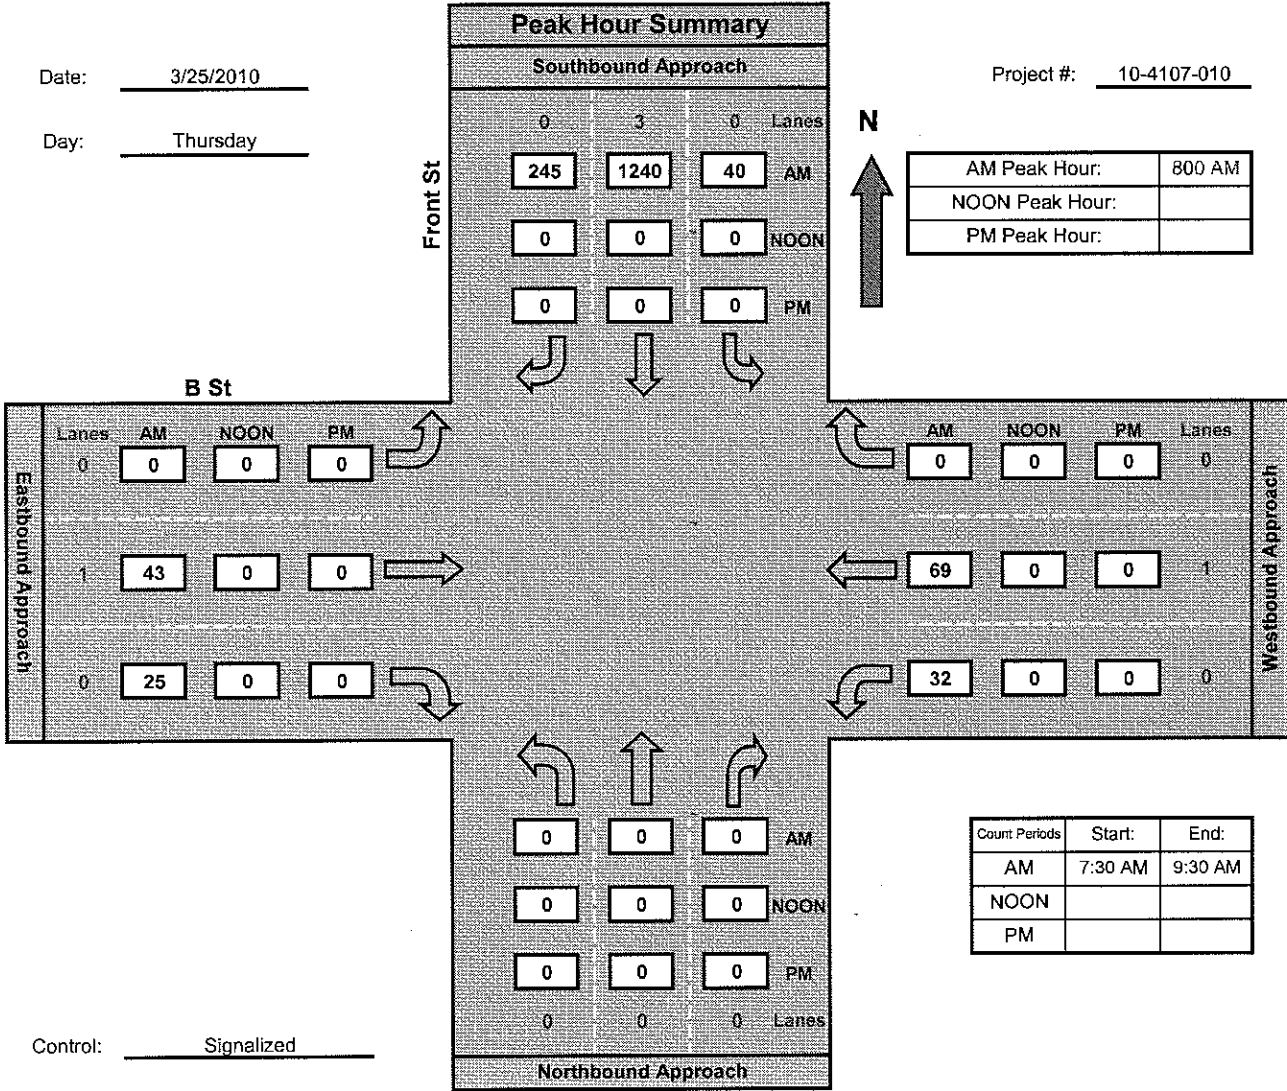 Peak Hour Summary
Southbound Approach
Date: 3/25/2010
Project #: 10-4107-010
Day: Thursday
0 3 0 Lanes
N
245 1240 40 AM
AM Peak Hour: 800 AM
NOON Peak Hour:
PM Peak Hour:
Front St
0 0 0 NOON
0 0 0 PM
B St
Eastbound Approach
Lanes AM NOON PM
0 0 0 0
1 43 0 0
0 25 0 0
AM NOON PM Lanes
0 0 0 0
69 0 0 1
32 0 0 0
Westbound Approach
0 0 0 AM
0 0 0 NOON
0 0 0 PM
0 0 0 Lanes
Northbound Approach
Count Periods Start: End:
AM 7:30 AM 9:30 AM
NOON
PM
Control: Signalized